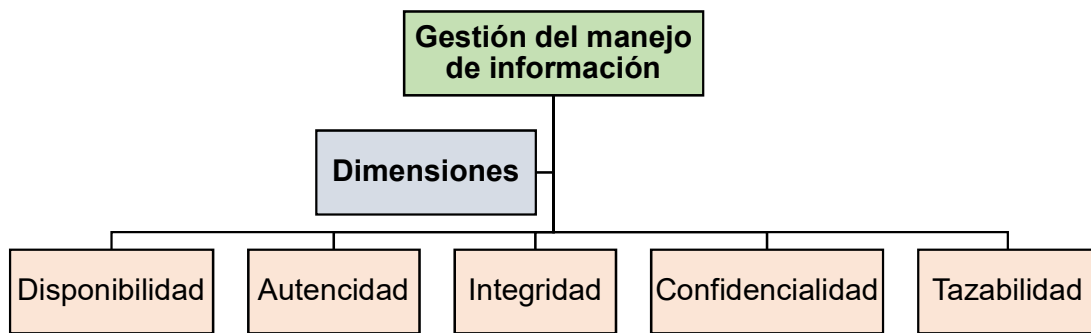 Gestión del manejo
de información
Dimensiones
Disponibilidad
Autencidad
Integridad
Confidencialidad
Tazabilidad